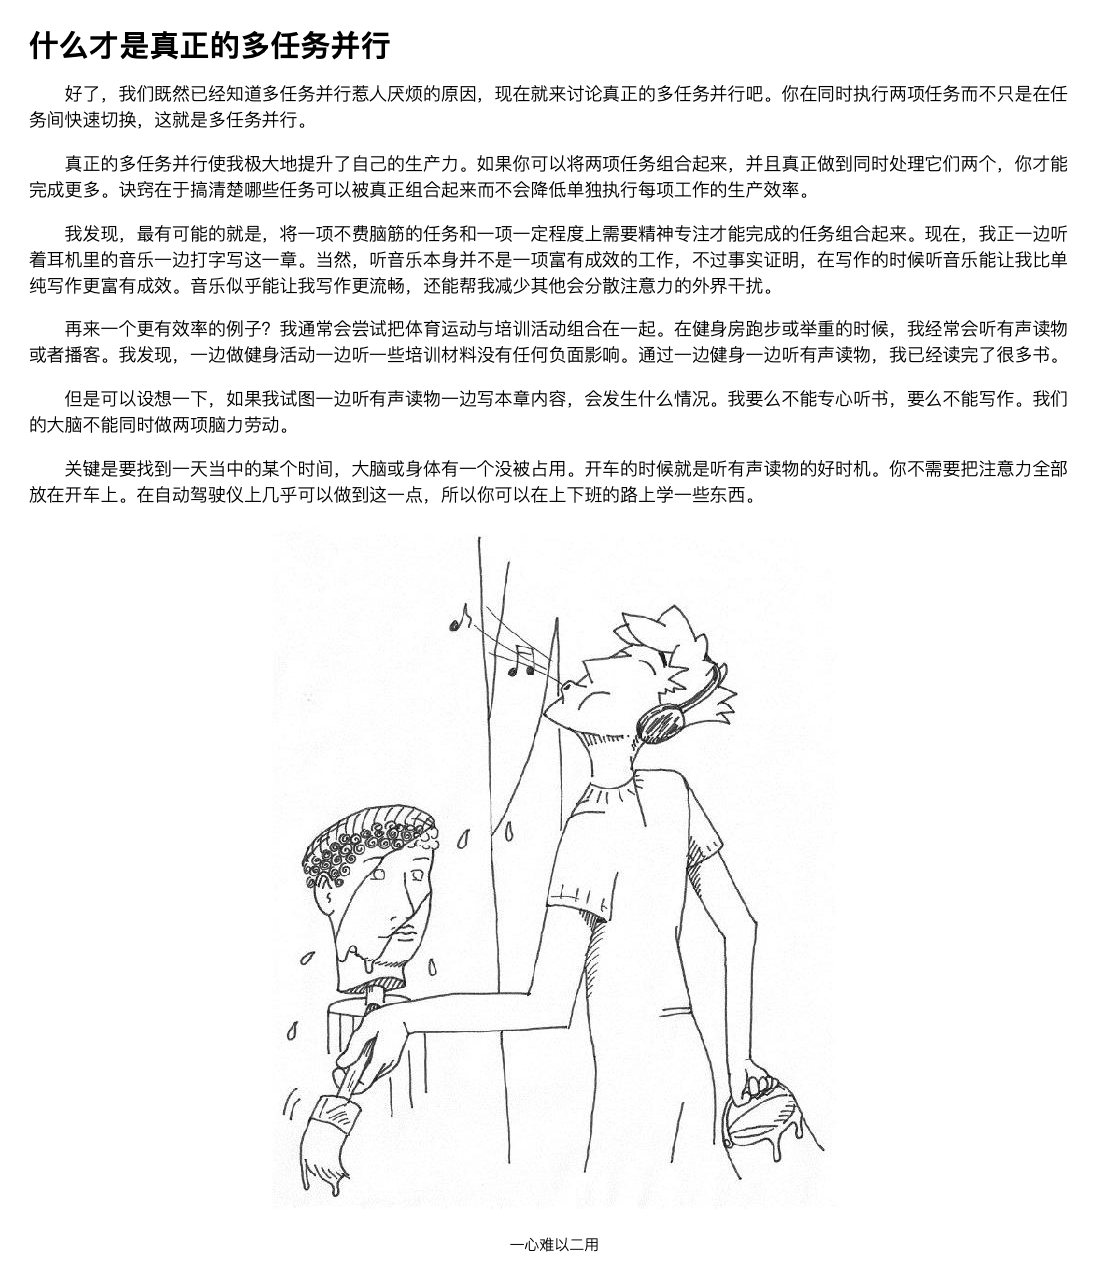 什么才是真正的多任务并行
好了，我们既然已经知道多任务并行惹人厌烦的原因，现在就来讨论真正的多任务并行吧。你在同时执行两项任务而不只是在任
务间快速切换，这就是多任务并行。
真正的多任务并行使我极大地提升了自己的生产力。如果你可以将两项任务组合起来，并且真正做到同时处理它们两个，你才能
完成更多。诀窍在于搞清楚哪些任务可以被真正组合起来而不会降低单独执行每项工作的生产效率。
我发现，最有可能的就是，将一项不费脑筋的任务和一项一定程度上需要精神专注才能完成的任务组合起来。现在，我正一边听
着耳机里的音乐一边打字写这一章。当然，听音乐本身并不是一项富有成效的工作，不过事实证明，在写作的时候听音乐能让我比单
纯写作更富有成效。音乐似乎能让我写作更流畅，还能帮我减少其他会分散注意力的外界干扰。
再来一个更有效率的例子？我通常会尝试把体育运动与培训活动组合在一起。在健身房跑步或举重的时候，我经常会听有声读物
或者播客。我发现，一边做健身活动一边听一些培训材料没有任何负面影响。通过一边健身一边听有声读物，我已经读完了很多书。
但是可以设想一下，如果我试图一边听有声读物一边写本章内容，会发生什么情况。我要么不能专心听书，要么不能写作。我们
的大脑不能同时做两项脑力劳动。
关键是要找到一天当中的某个时间，大脑或身体有一个没被占用。开车的时候就是听有声读物的好时机。你不需要把注意力全部
放在开车上。在自动驾驶仪上几乎可以做到这一点，所以你可以在上下班的路上学一些东西。
一心难以二用